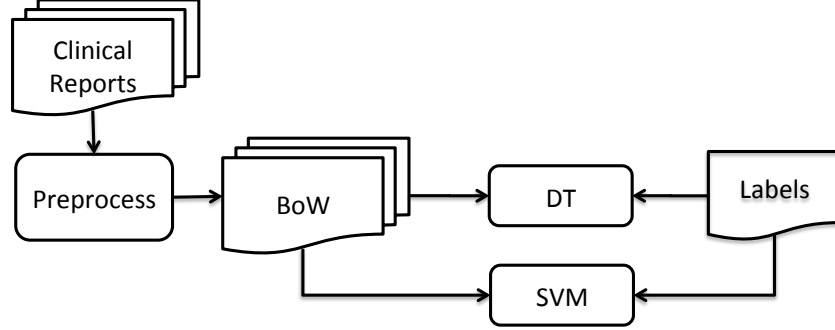 Clinical
Reports
Preprocess
BoW
DT
Labels
SVM